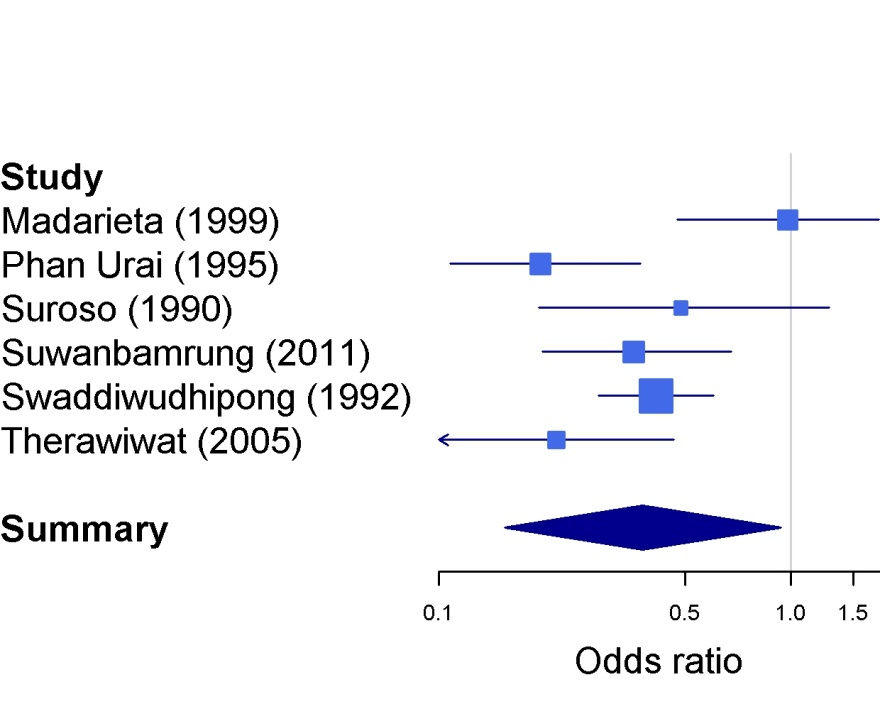 Study
Madarieta (1999)
Phan Urai (1995)
Suroso (1990)
Suwanbamrung (2011)
Swaddiwudhipong (1992)
Therawiwat (2005)
Summary
0.1 0.5 1.0 1.5
Odds ratio